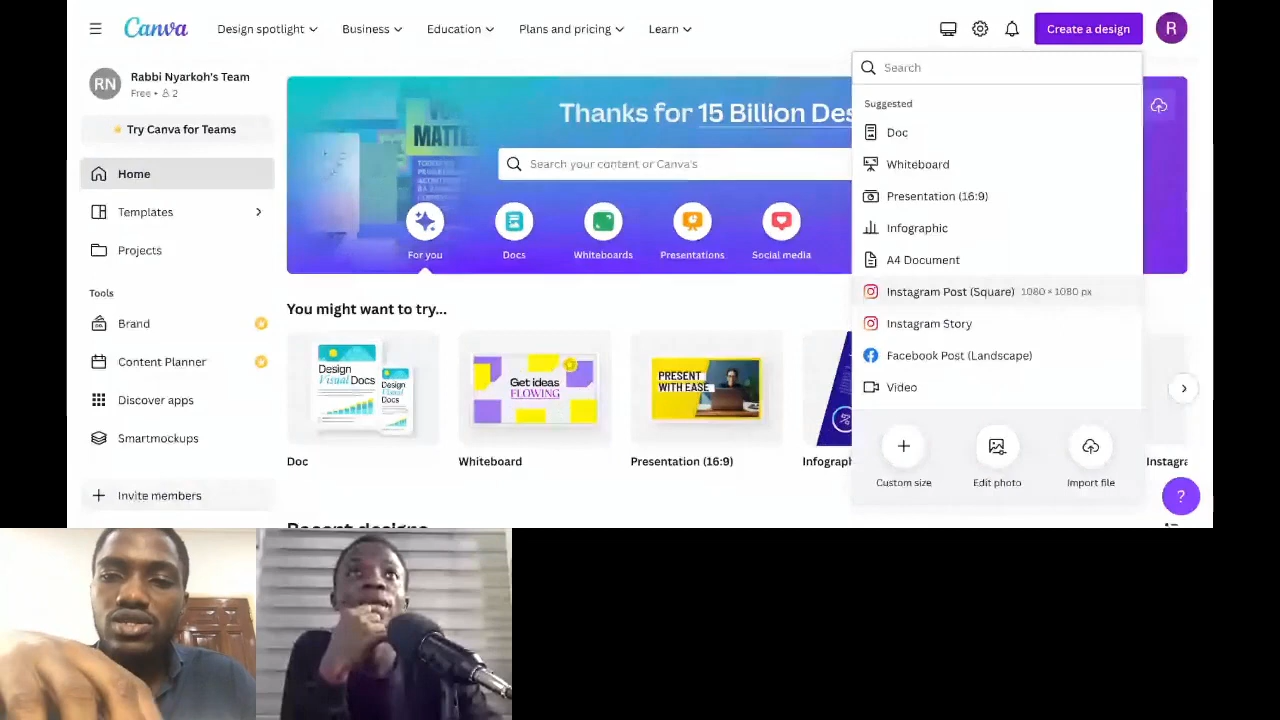 Canva
Design spotlight
Business
Education
Plans and pricing
Learn
Create a design
R
RN
Rabbi Nyarkoh's Team
Free • 2
Try Canva for Teams
Home
Templates
Projects
Tools
Brand
Content Planner
Discover apps
Smartmockups
Invite members
Thanks for 15 Billion Des
Search your content or Canva's
For you
Docs
Whiteboards
Presentations
Social media
You might want to try...
Design
Visual Docs
Design
Visual
Docs
Get ideas
FLOWING
PRESENT
WITH EASE
Doc
Whiteboard
Presentation (16:9)
Infograph
Instagra
Recent designs
Search
Suggested
Doc
Whiteboard
Presentation (16:9)
Infographic
A4 Document
Instagram Post (Square) 1080 × 1080 px
Instagram Story
Facebook Post (Landscape)
Video
Custom size
Edit photo
Import file
?